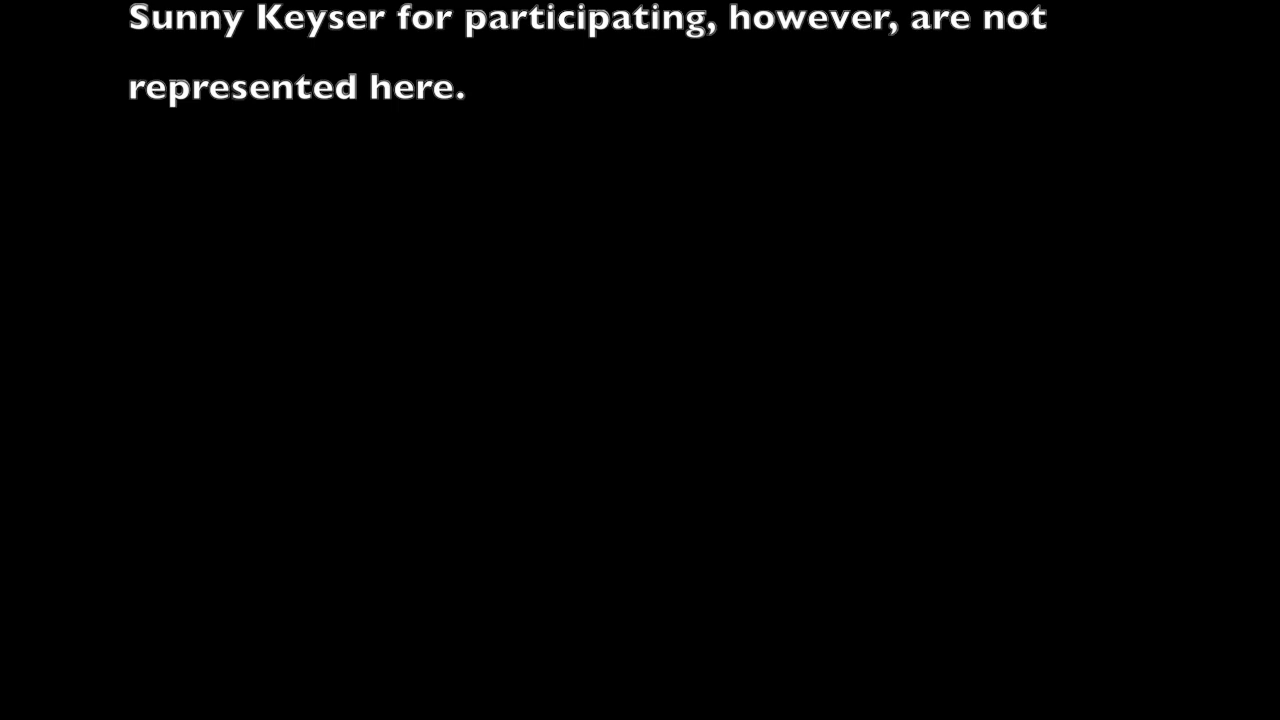 Sunny Keyser for participating, however, are not
represented here.